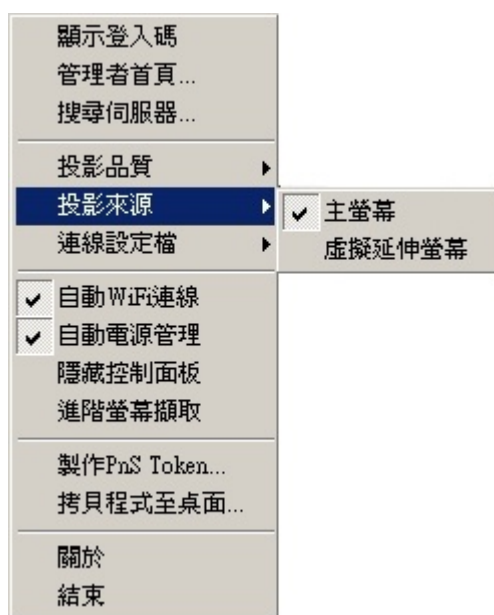 顯示登入碼
管理者首頁...
搜尋伺服器...
投影品質
投影來源
主螢幕
虛擬延伸螢幕
連線設定檔
自動WiFi連線
自動電源管理
隱藏控制面板
進階螢幕擷取
製作PnS Token...
拷貝程式至桌面...
關於
結束